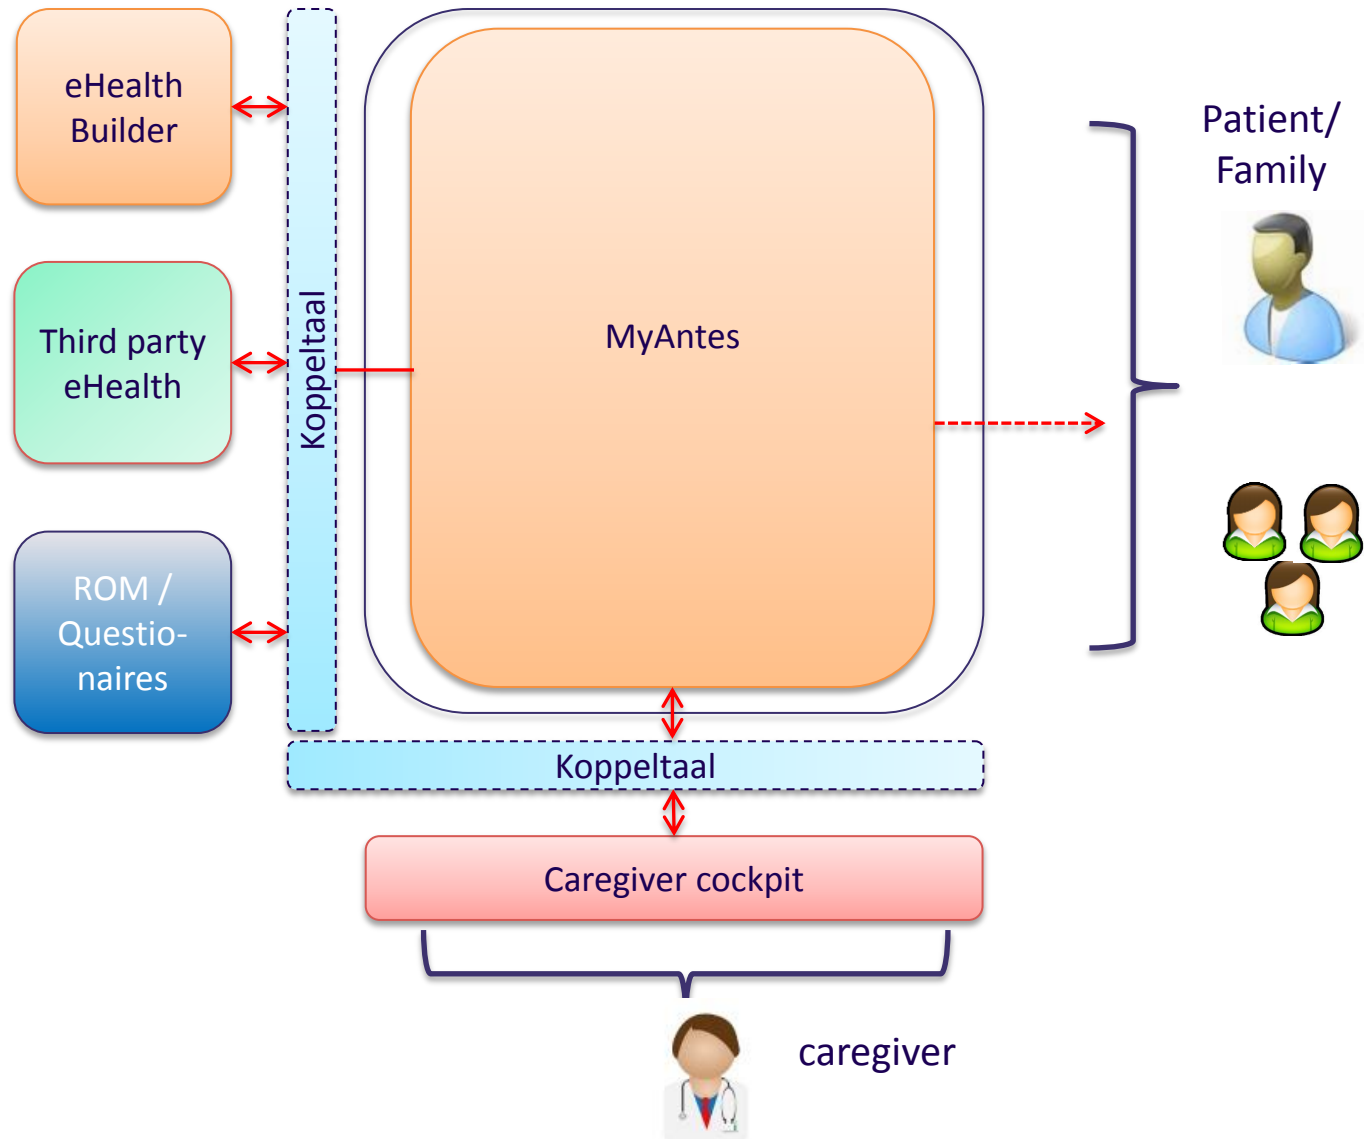 eHealth
Builder
Third party
eHealth
ROM /
Questio-
naires
Koppeltaal
MyAntes
Patient/
Family
Koppeltaal
Caregiver cockpit
caregiver